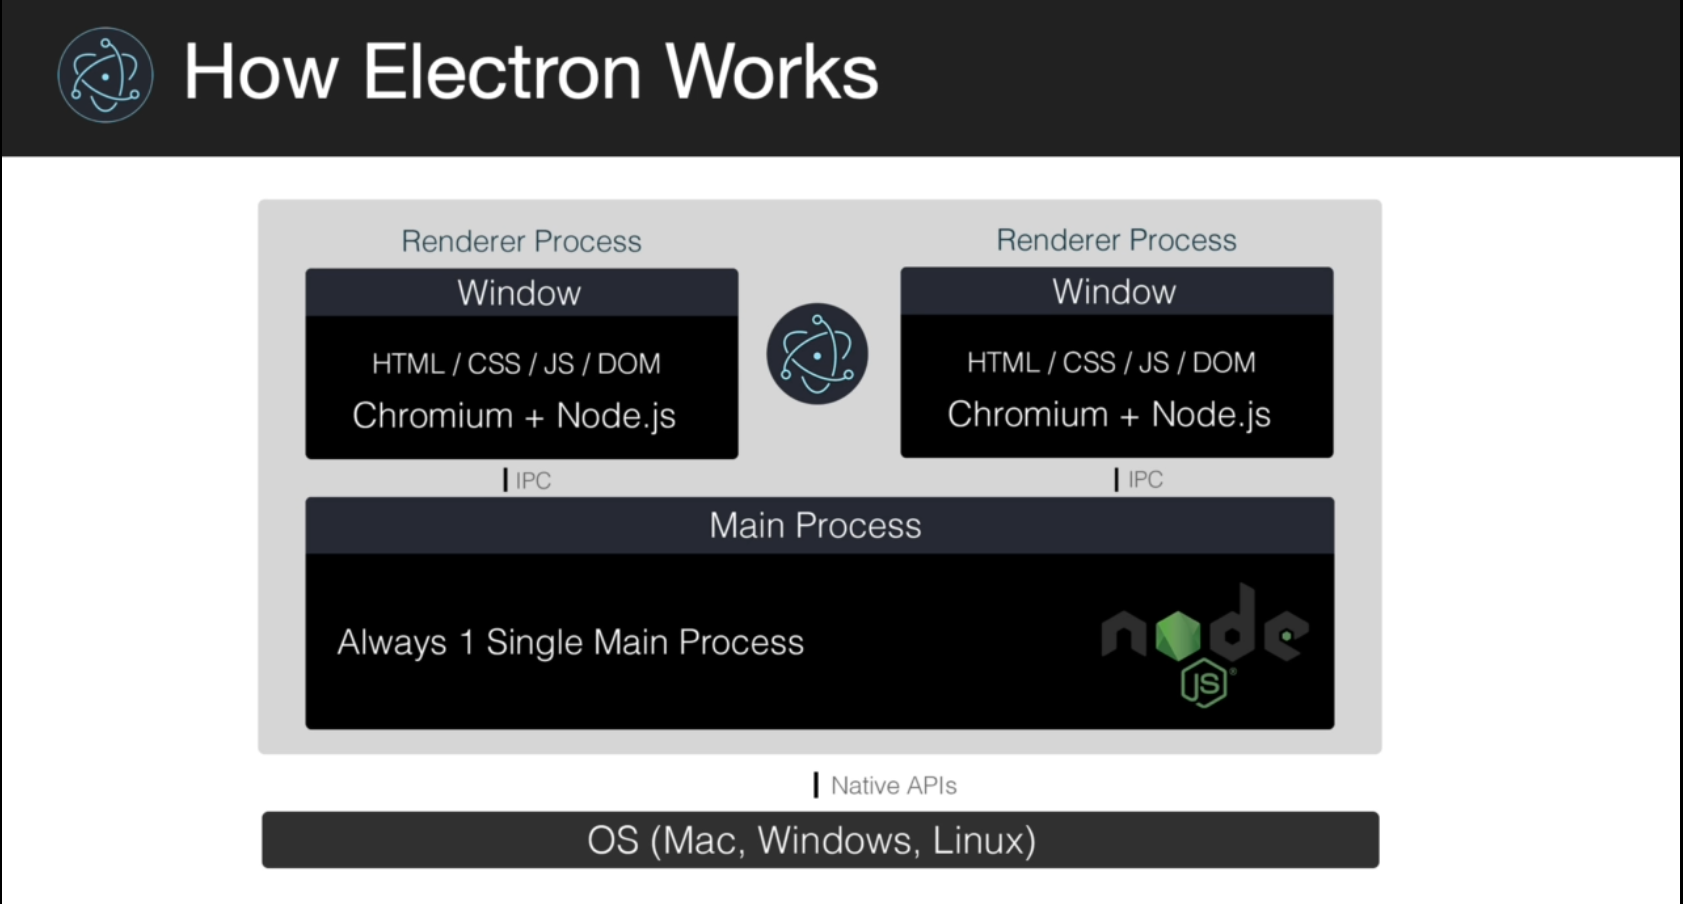 How Electron Works
Renderer Process
Renderer Process
Window
Window
HTML / CSS / JS / DOM
HTML / CSS / JS / DOM
Chromium + Node.js
Chromium + Node.js
IPC
IPC
Main Process
Always 1 Single Main Process
node
JS®
Native APIs
OS (Mac, Windows, Linux)